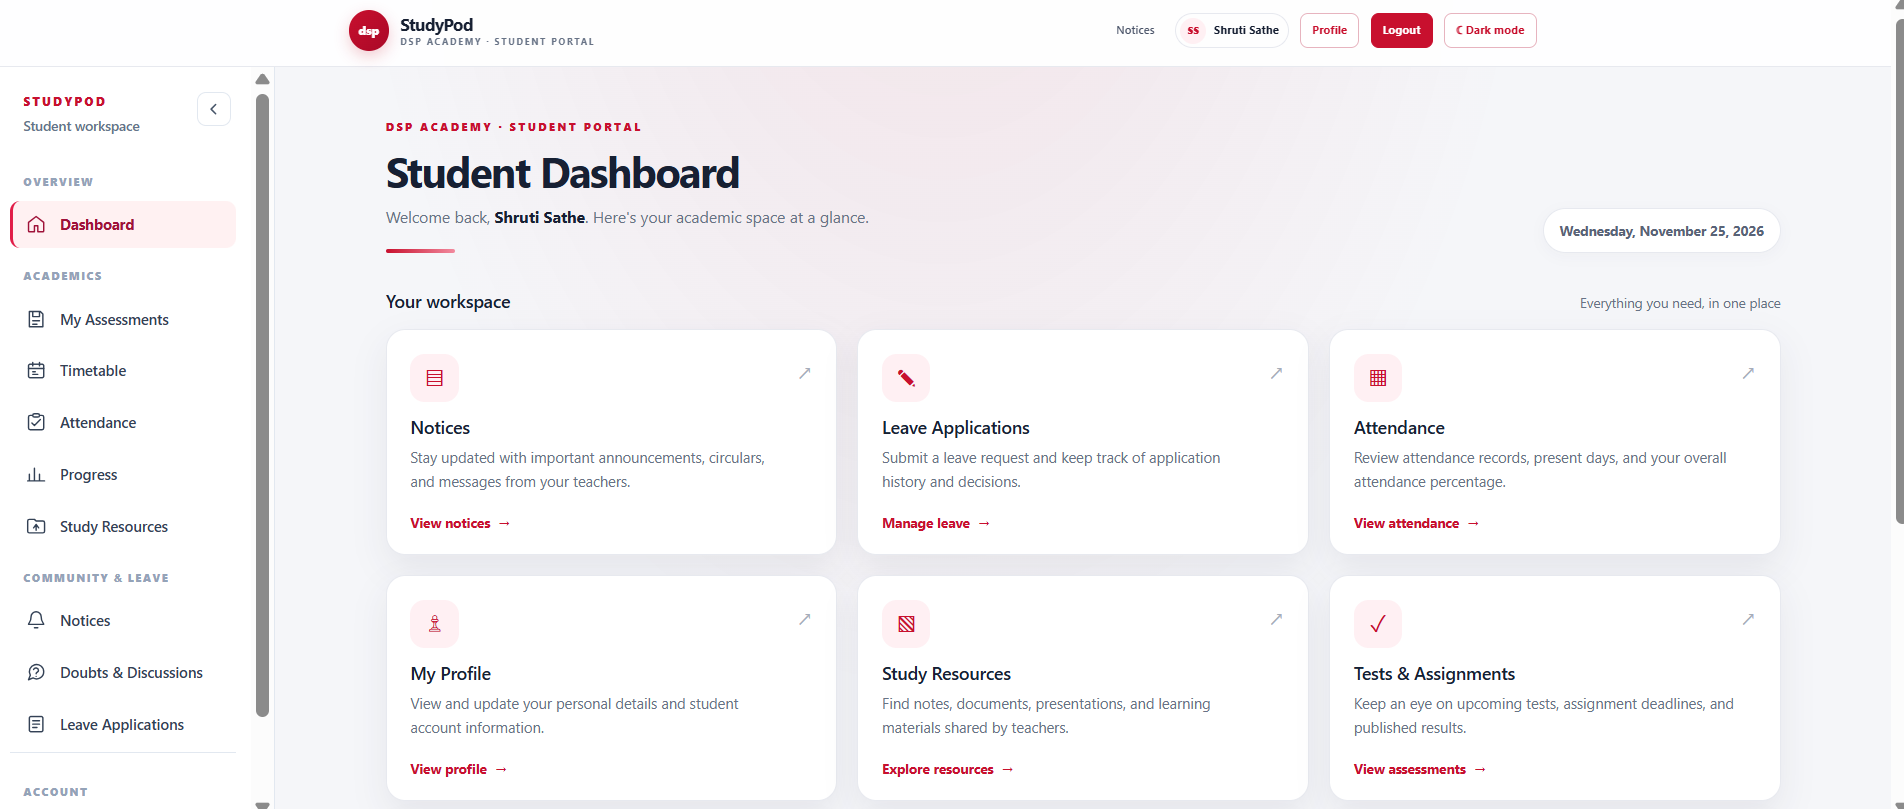 dsp
StudyPod
DSP ACADEMY · STUDENT PORTAL
Notices
SS
Shruti Sathe
Profile
Logout
☾ Dark mode
STUDYPOD
Student workspace
OVERVIEW
Dashboard
ACADEMICS
My Assessments
Timetable
Attendance
Progress
Study Resources
COMMUNITY & LEAVE
Notices
Doubts & Discussions
Leave Applications
ACCOUNT
DSP ACADEMY · STUDENT PORTAL
Student Dashboard
Welcome back, Shruti Sathe. Here's your academic space at a glance.
Wednesday, November 25, 2026
Your workspace
Everything you need, in one place
Notices
Stay updated with important announcements, circulars,
and messages from your teachers.
View notices →
Leave Applications
Submit a leave request and keep track of application
history and decisions.
Manage leave →
Attendance
Review attendance records, present days, and your overall
attendance percentage.
View attendance →
My Profile
View and update your personal details and student
account information.
View profile →
Study Resources
Find notes, documents, presentations, and learning
materials shared by teachers.
Explore resources →
Tests & Assignments
Keep an eye on upcoming tests, assignment deadlines, and
published results.
View assessments →